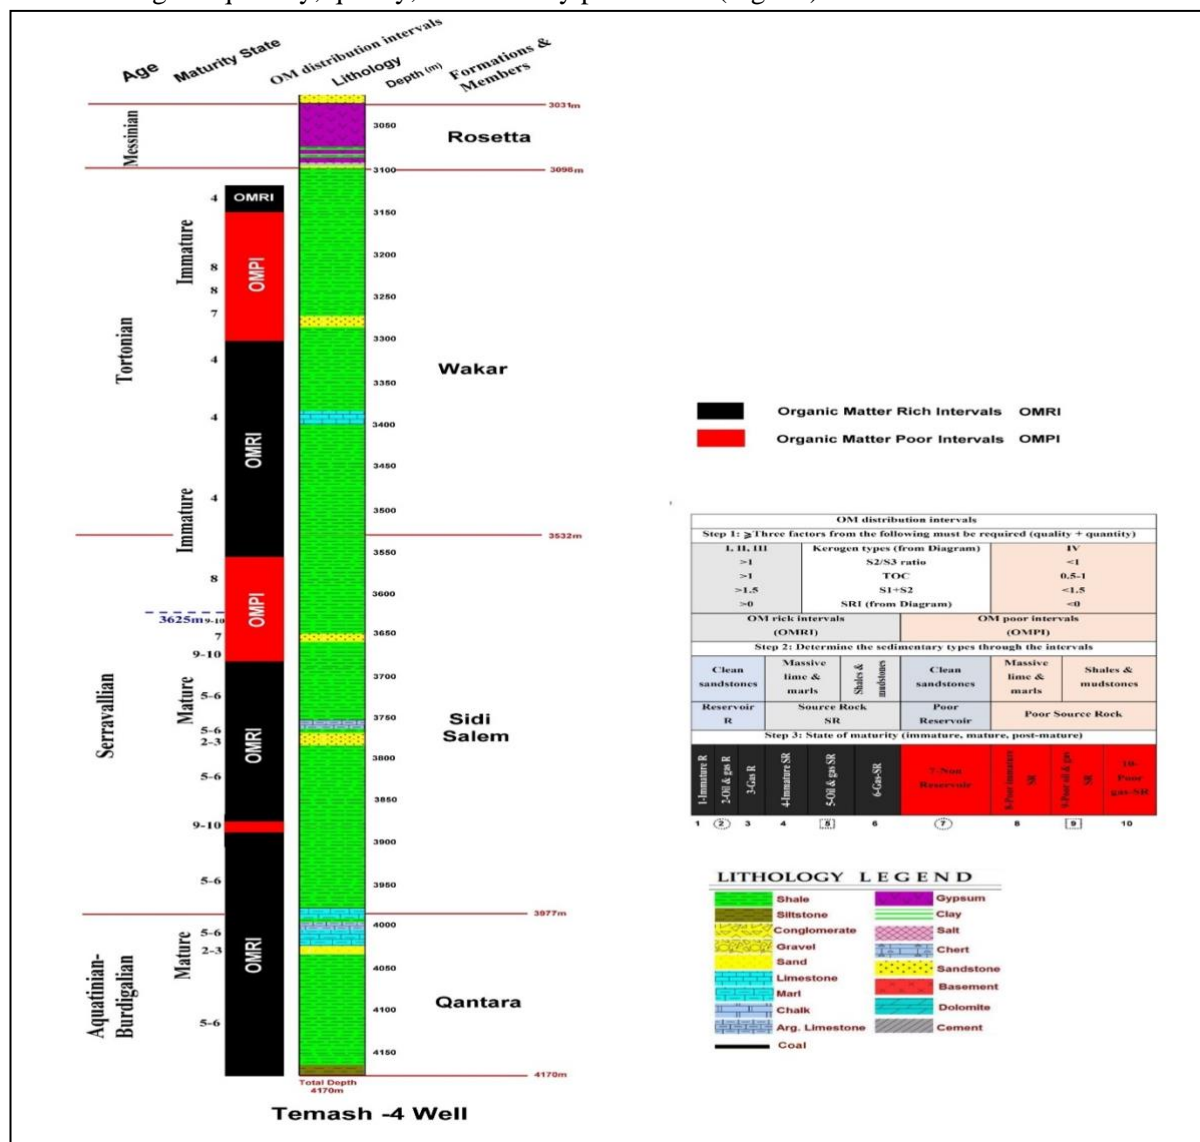 Age
Maturity State
OM distribution intervals
Lithology
Depth (m)
Formations &
Members
3031m
Messinian
3050
Rosetta
3100
3098m
4
OMRI
3150
Immature
8
OMPI
3200
8
3250
7
3300
Tortonian
4
3350
Wakar
4
3400
OMRI
3450
4
3500
Immature
3532m
3550
8
OMPI
3600
3625m 9-10
7
3650
9-10
Mature
5-6
3700
5-6
2-3
3750
Serravallian
OMRI
Sidi
Salem
5-6
3800
3850
9-10
3900
5-6
3950
3977m
5-6
4000
2-3
Mature
4050
Aquatinian-
Burdigalian
OMRI
Qantara
5-6
4100
4150
4170m
Total Depth
4170m
Temash -4 Well
Organic Matter Rich Intervals OMRI
Organic Matter Poor Intervals OMPI
OM distribution intervals
Step 1: ⩾Three factors from the following must be required (quality + quantity)
I, II, III Kerogen types (from Diagram) IV
>1 S2/S3 ratio <1
>1 TOC 0.5-1
>1.5 S1+S2 <1.5
>0 SRI (from Diagram) <0
OM rick intervals
(OMRI)
OM poor intervals
(OMPI)
Step 2: Determine the sedimentary types through the intervals
Clean
sandstones
Massive
lime &
marls
Shales &
mudstones
Clean
sandstones
Massive
lime &
marls
Shales &
mudstones
Reservoir
R
Source Rock
SR
Poor
Reservoir
Poor Source Rock
Step 3: State of maturity (immature, mature, post-mature)
1-Immature R
2-Oil & gas R
3-Gas R
4-Immature SR
5-Oil & gas SR
6-Gas-SR
7-Non
Reservoir
8-Poor immature
SR
9-Poor oil & gas
SR
10-
Poor
gas-SR
1 2 3 4 5 6 7 8 9 10
LITHOLOGY LEGEND
Shale
Siltstone
Conglomerate
Gravel
Sand
Limestone
Marl
Chalk
Arg. Limestone
Coal
Gypsum
Clay
Salt
Chert
Sandstone
Basement
Dolomite
Cement